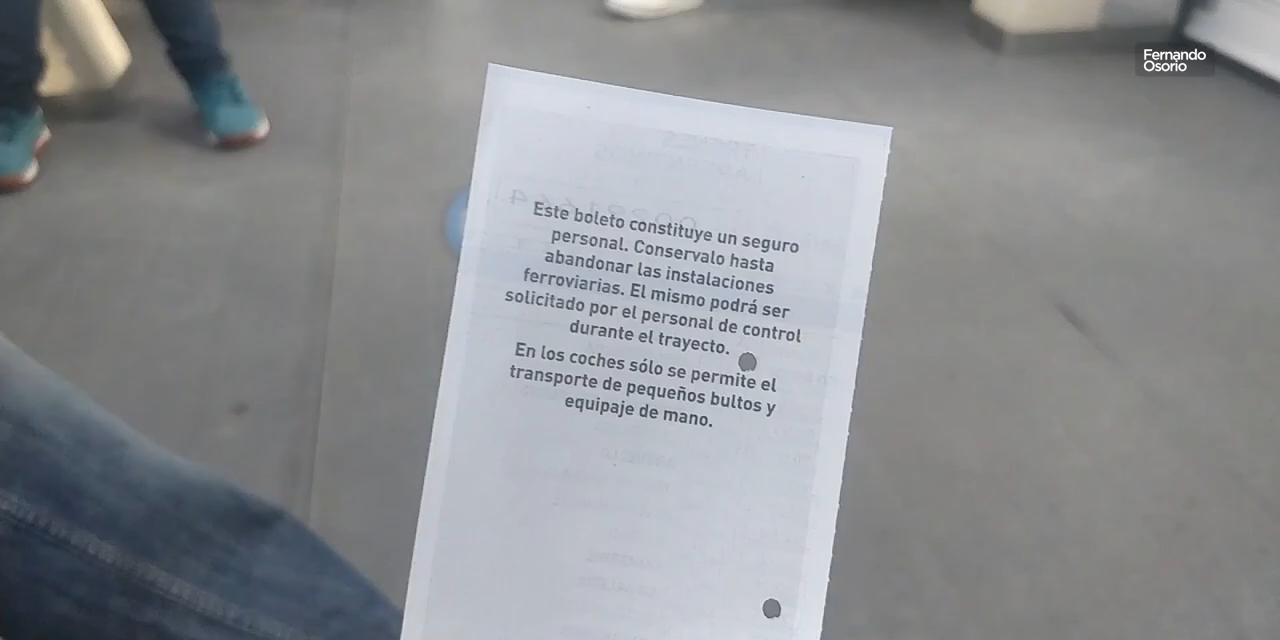 Fernando
Osorio
Este boleto constituye un seguro
personal. Conservalo hasta
abandonar las instalaciones
ferroviarias. El mismo podrá ser
solicitado por el personal de control
durante el trayecto.
En los coches sólo se permite el
transporte de pequeños bultos y
equipaje de mano.